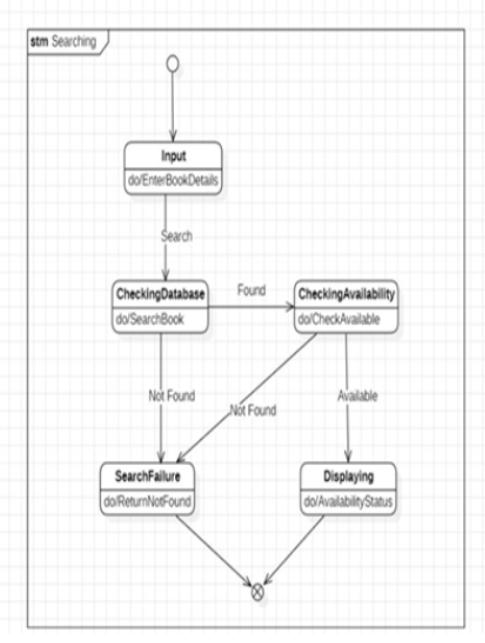 stm Searching
Input
do/EnterBookDetails
Search
CheckingDatabase
do/SearchBook
Found
CheckingAvailability
do/CheckAvailable
Not Found
Not Found
Available
SearchFailure
do/ReturnNotFound
Displaying
do/AvailabilityStatus